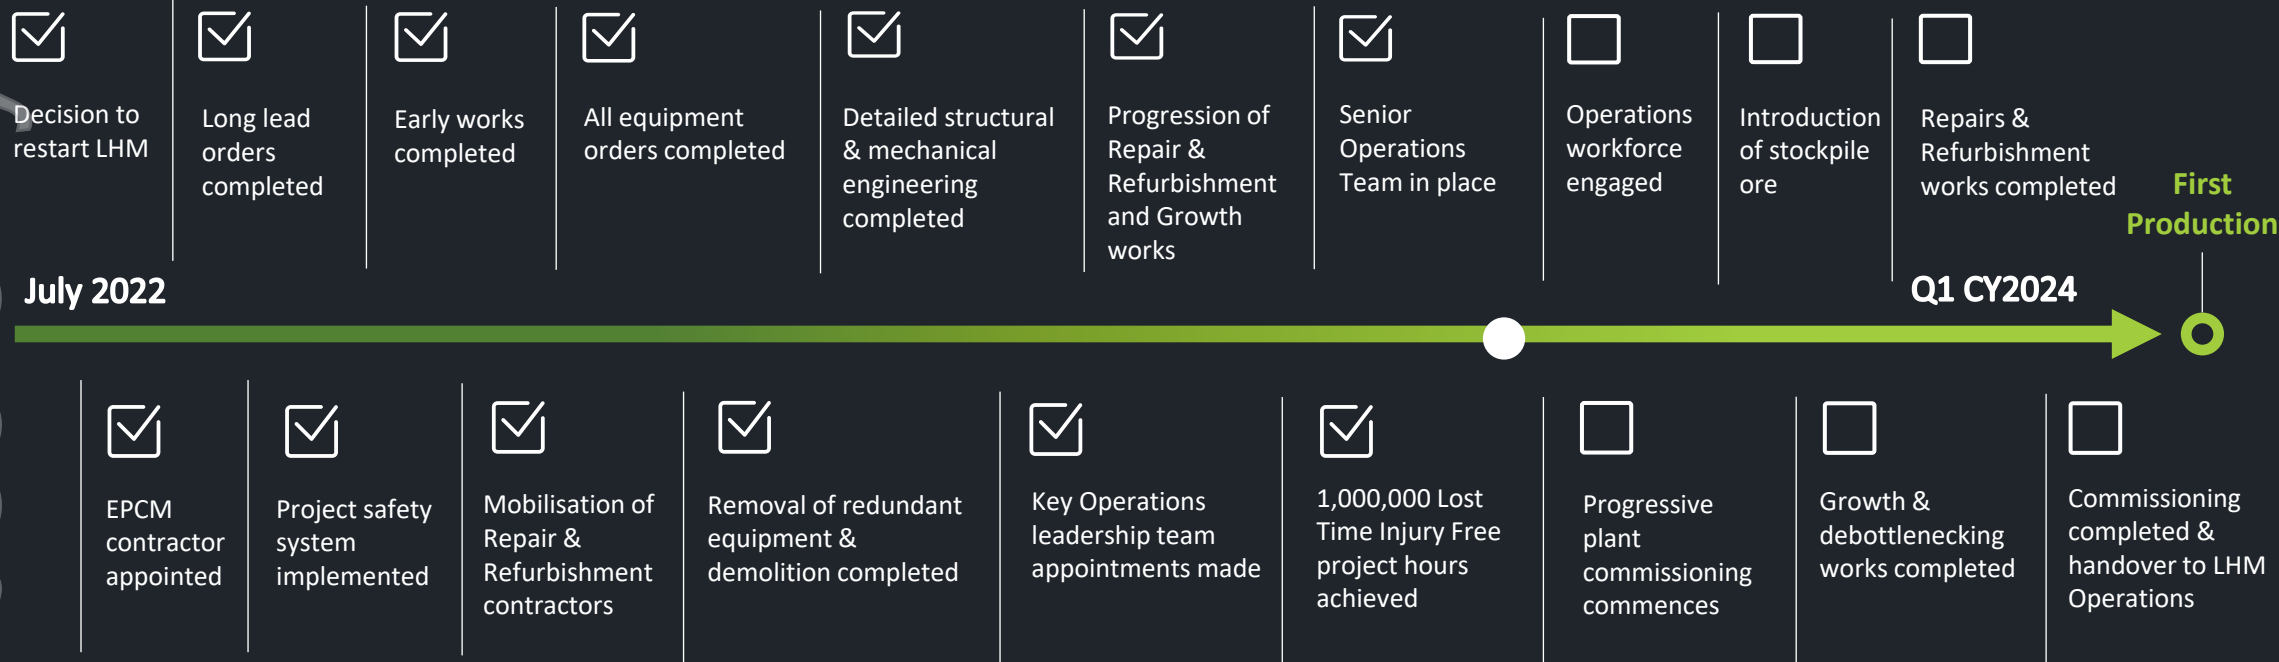 Decision to
restart LHM
Long lead
orders
completed
Early works
completed
All equipment
orders completed
Detailed structural
& mechanical
engineering
completed
Progression of
Repair &
Refurbishment
and Growth
works
Senior
Operations
Team in place
Operations
workforce
engaged
Introduction
of stockpile
ore
Repairs &
Refurbishment
works completed
First
Production
July 2022
Q1 CY2024
EPCM
contractor
appointed
Project safety
system
implemented
Mobilisation of
Repair &
Refurbishment
contractors
Removal of redundant
equipment &
demolition completed
Key Operations
leadership team
appointments made
1,000,000 Lost
Time Injury Free
project hours
achieved
Progressive
plant
commissioning
commences
Growth &
debottlenecking
works completed
Commissioning
completed &
handover to LHM
Operations